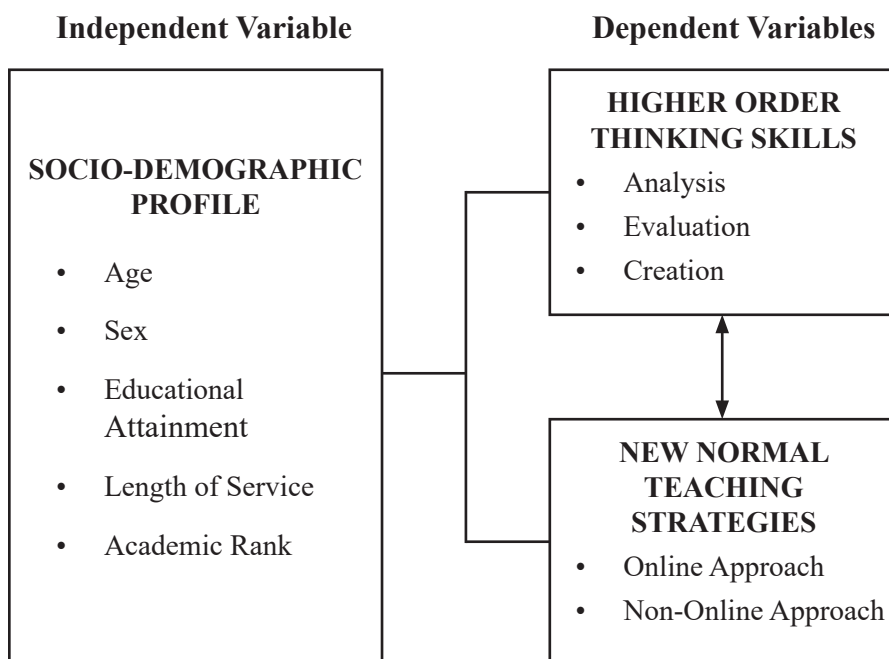 Independent Variable
SOCIO-DEMOGRAPHIC
PROFILE
• Age
• Sex
• Educational
Attainment
• Length of Service
• Academic Rank
Dependent Variables
HIGHER ORDER
THINKING SKILLS
• Analysis
• Evaluation
• Creation
NEW NORMAL
TEACHING
STRATEGIES
• Online Approach
• Non-Online Approach